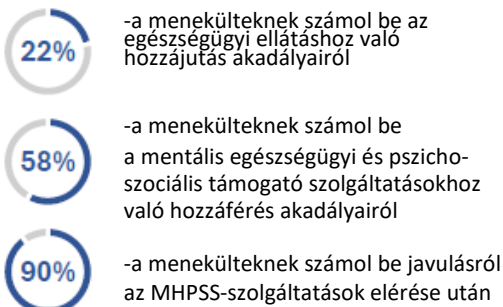 22%
-a menekülteknek számol be az
egészségügyi ellátáshoz való
hozzájutás akadályairól
58%
-a menekülteknek számol be
a mentális egészségügyi és pszicho-
szociális támogató szolgáltatásokhoz
való hozzáférés akadályairól
90%
-a menekülteknek számol be javulásról
az MHPSS-szolgáltatások elérése után